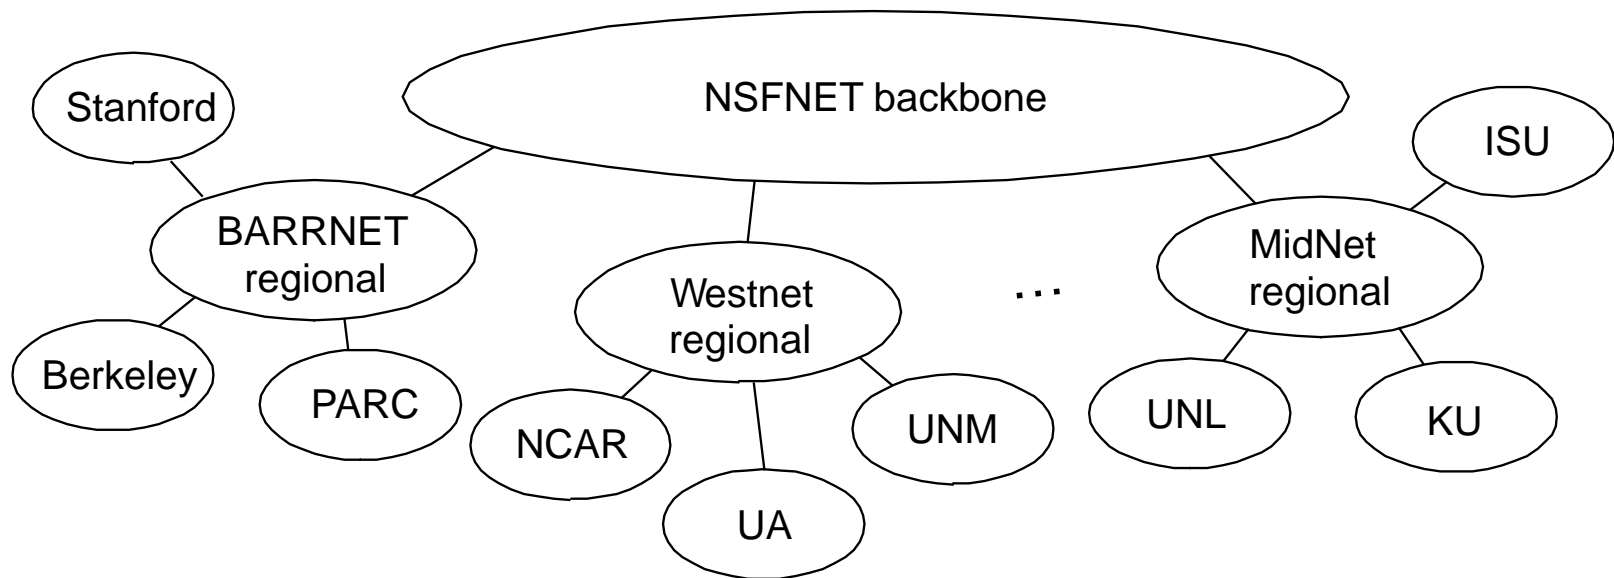 NSFNET backbone
Stanford
ISU
BARRNET
regional
MidNet
regional
Westnet
regional
...
Berkeley
PARC
NCAR
UNM
UNL
KU
UA